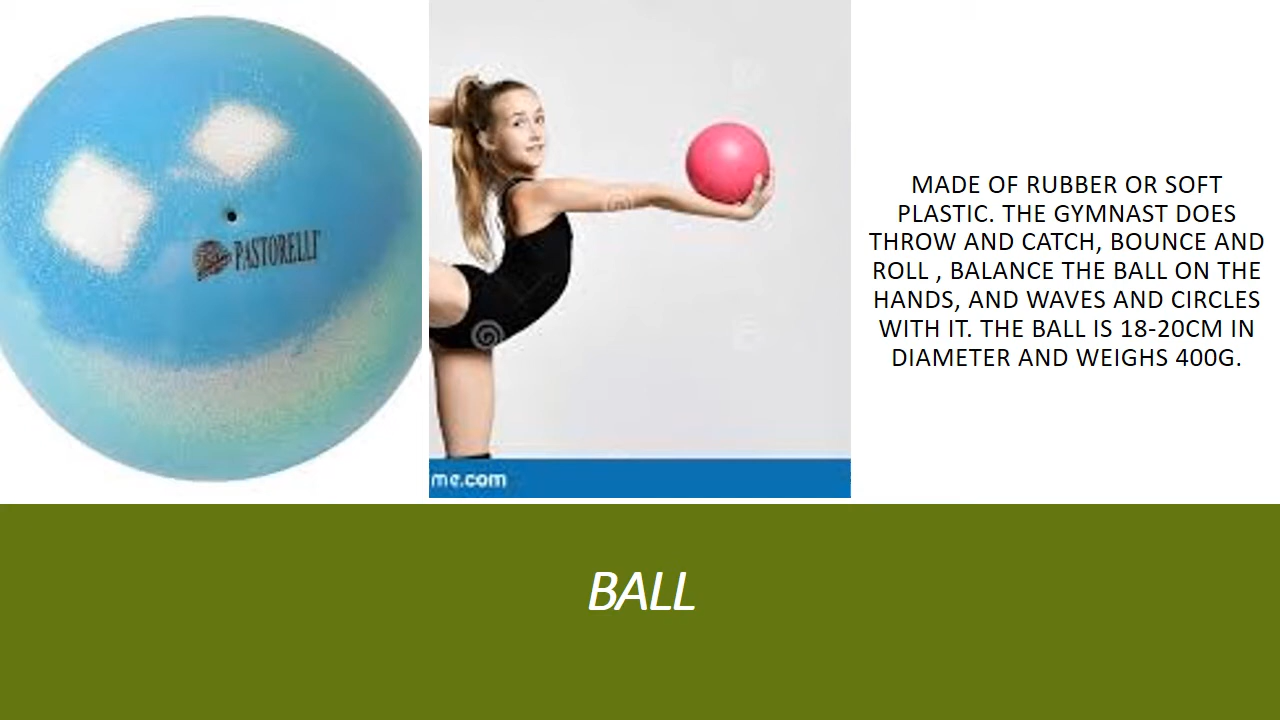 PASTORELLI
me.com
MADE OF RUBBER OR SOFT
PLASTIC. THE GYMNAST DOES
THROW AND CATCH, BOUNCE AND
ROLL , BALANCE THE BALL ON THE
HANDS, AND WAVES AND CIRCLES
WITH IT. THE BALL IS 18-20CM IN
DIAMETER AND WEIGHS 400G.
BALL